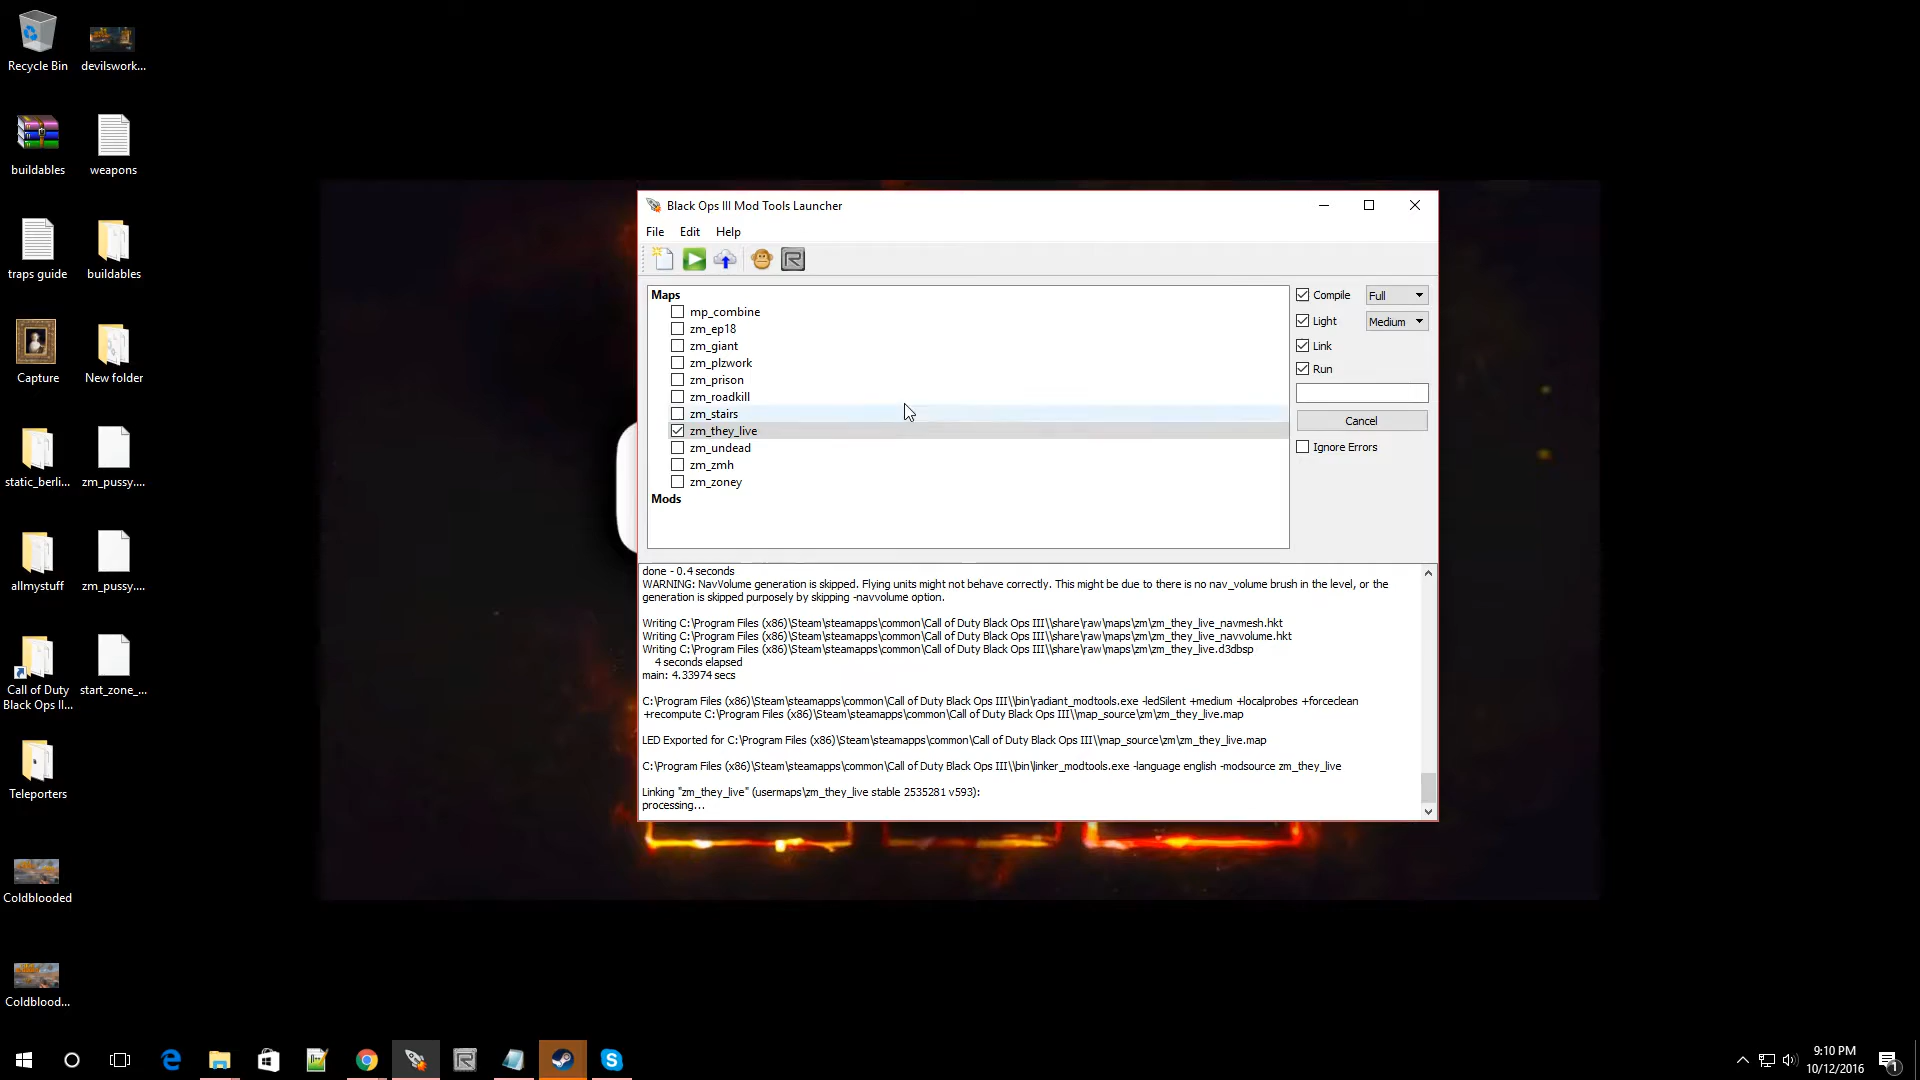 Recycle Bin
devilswork...
buildables
weapons
traps guide
buildables
Capture
New folder
static_berli...
zm_pussy....
allmystuff
zm_pussy....
Call of Duty
Black Ops II...
start_zone_...
Teleporters
Coldblooded
Coldblood...
Black Ops III Mod Tools Launcher
File Edit Help
Maps
mp_combine
zm_ep18
zm_giant
zm_plzwork
zm_prison
zm_roadkill
zm_stairs
zm_they_live
zm_undead
zm_zmh
zm_zoney
Mods
Compile Full
Light Medium
Link
Run
Cancel
Ignore Errors
done - 0.4 seconds
WARNING: NavVolume generation is skipped. Flying units might not behave correctly. This might be due to there is no nav_volume brush in the level, or the
generation is skipped purposely by skipping -navvolume option.
Writing C:\Program Files (x86)\Steam\steamapps\common\Call of Duty Black Ops III\\share\raw\maps\zm\zm_they_live_navmesh.hkt
Writing C:\Program Files (x86)\Steam\steamapps\common\Call of Duty Black Ops III\\share\raw\maps\zm\zm_they_live_navvolume.hkt
Writing C:\Program Files (x86)\Steam\steamapps\common\Call of Duty Black Ops III\\share\raw\maps\zm\zm_they_live.d3dbsp
4 seconds elapsed
main: 4.33974 secs
C:\Program Files (x86)\Steam\steamapps\common\Call of Duty Black Ops III\\bin\radiant_modtools.exe -ledSilent +medium +localprobes +forceclean
+recompute C:\Program Files (x86)\Steam\steamapps\common\Call of Duty Black Ops III\\map_source\zm\zm_they_live.map
LED Exported for C:\Program Files (x86)\Steam\steamapps\common\Call of Duty Black Ops III\\map_source\zm\zm_they_live.map
C:\Program Files (x86)\Steam\steamapps\common\Call of Duty Black Ops III\\bin\linker_modtools.exe -language english -modsource zm_they_live
Linking "zm_they_live" (usermaps\zm_they_live stable 2535281 v593):
processing...
9:10 PM
10/12/2016
1